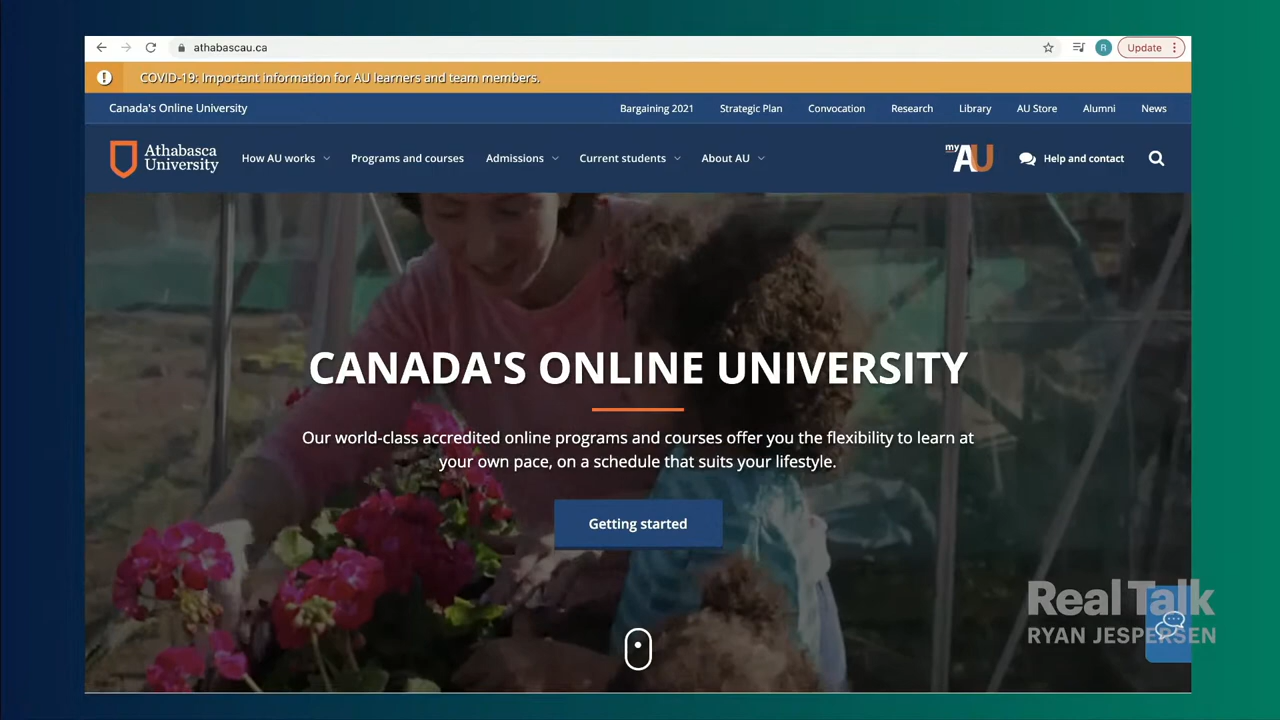 athabascau.ca
R
Update
COVID-19: Important information for AU learners and team members.
Canada's Online University
Bargaining 2021
Strategic Plan
Convocation
Research
Library
AU Store
Alumni
News
Athabasca
University
How AU works
Programs and courses
Admissions
Current students
About AU
my
AU
Help and contact
CANADA'S ONLINE UNIVERSITY
Our world-class accredited online programs and courses offer you the flexibility to learn at
your own pace, on a schedule that suits your lifestyle.
Getting started
Real Talk
RYAN JESPERSEN